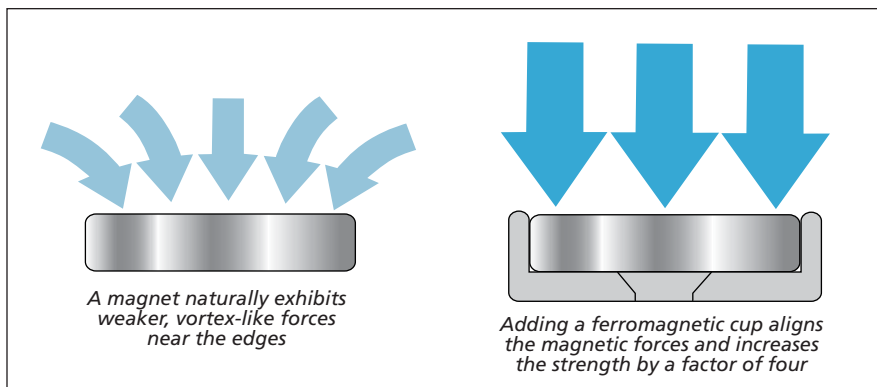 A magnet naturally exhibits
weaker, vortex-like forces
near the edges
Adding a ferromagnetic cup aligns
the magnetic forces and increases
the strength by a factor of four